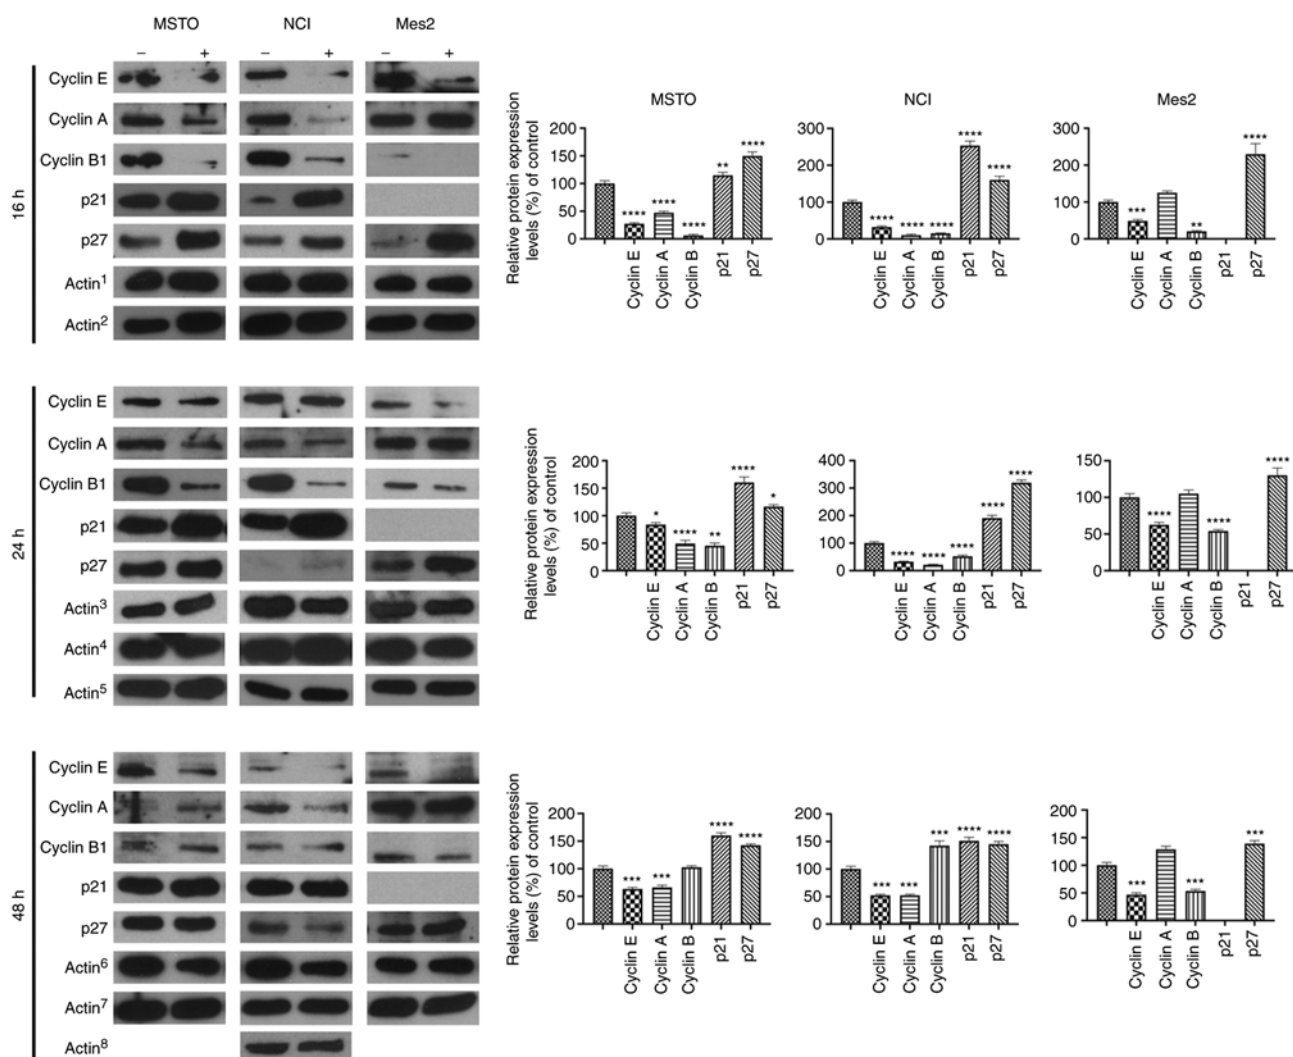 MSTO NCI Mes2
– + – + – +
16 h
Cyclin E
Cyclin A
Cyclin B1
p21
p27
Actin1
Actin2
Relative protein expression
levels (%) of control
MSTO
200
150
100
50
0
****
****
****
**
****
Cyclin E
Cyclin A
Cyclin B
p21
p27
NCI
300
200
100
0
****
****
****
****
****
Cyclin E
Cyclin A
Cyclin B
p21
p27
Mes2
300
200
100
0
***
**
****
Cyclin E
Cyclin A
Cyclin B
p21
p27
24 h
Cyclin E
Cyclin A
Cyclin B1
p21
p27
Actin3
Actin4
Actin5
Relative protein expression
levels (%) of control
200
150
100
50
0
*
****
**
****
*
Cyclin E
Cyclin A
Cyclin B
p21
p27
400
300
200
100
0
****
****
****
****
****
Cyclin E
Cyclin A
Cyclin B
p21
p27
150
100
50
0
****
****
****
Cyclin E
Cyclin A
Cyclin B
p21
p27
48 h
Cyclin E
Cyclin A
Cyclin B1
p21
p27
Actin6
Actin7
Actin8
Relative protein expression
levels (%) of control
200
150
100
50
0
***
***
****
****
Cyclin E
Cyclin A
Cyclin B
p21
p27
200
150
100
50
0
***
***
***
****
****
Cyclin E
Cyclin A
Cyclin B
p21
p27
200
150
100
50
0
***
***
***
Cyclin E
Cyclin A
Cyclin B
p21
p27